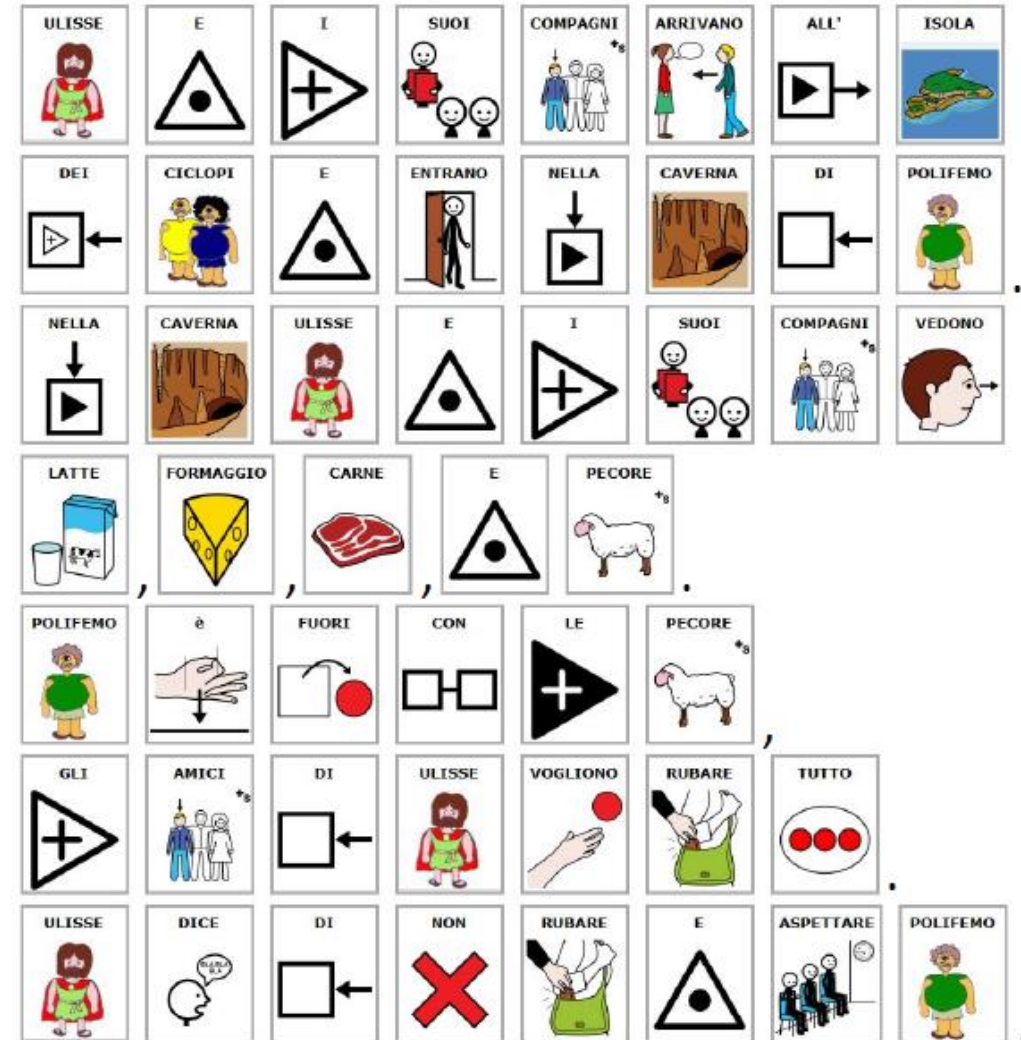 ULISSE E I SUOI COMPAGNI +s ARRIVANO ALL' ISOLA
DEI CICLOPI E ENTRANO NELLA CAVERNA DI POLIFEMO .
NELLA CAVERNA ULISSE E I SUOI COMPAGNI +s VEDONO
LATTE , FORMAGGIO , CARNE , E PECORE +s .
POLIFEMO è FUORI CON LE PECORE +s ,
GLI AMICI +s DI ULISSE VOGLIONO RUBARE TUTTO .
ULISSE DICE DI NON RUBARE E ASPETTARE POLIFEMO